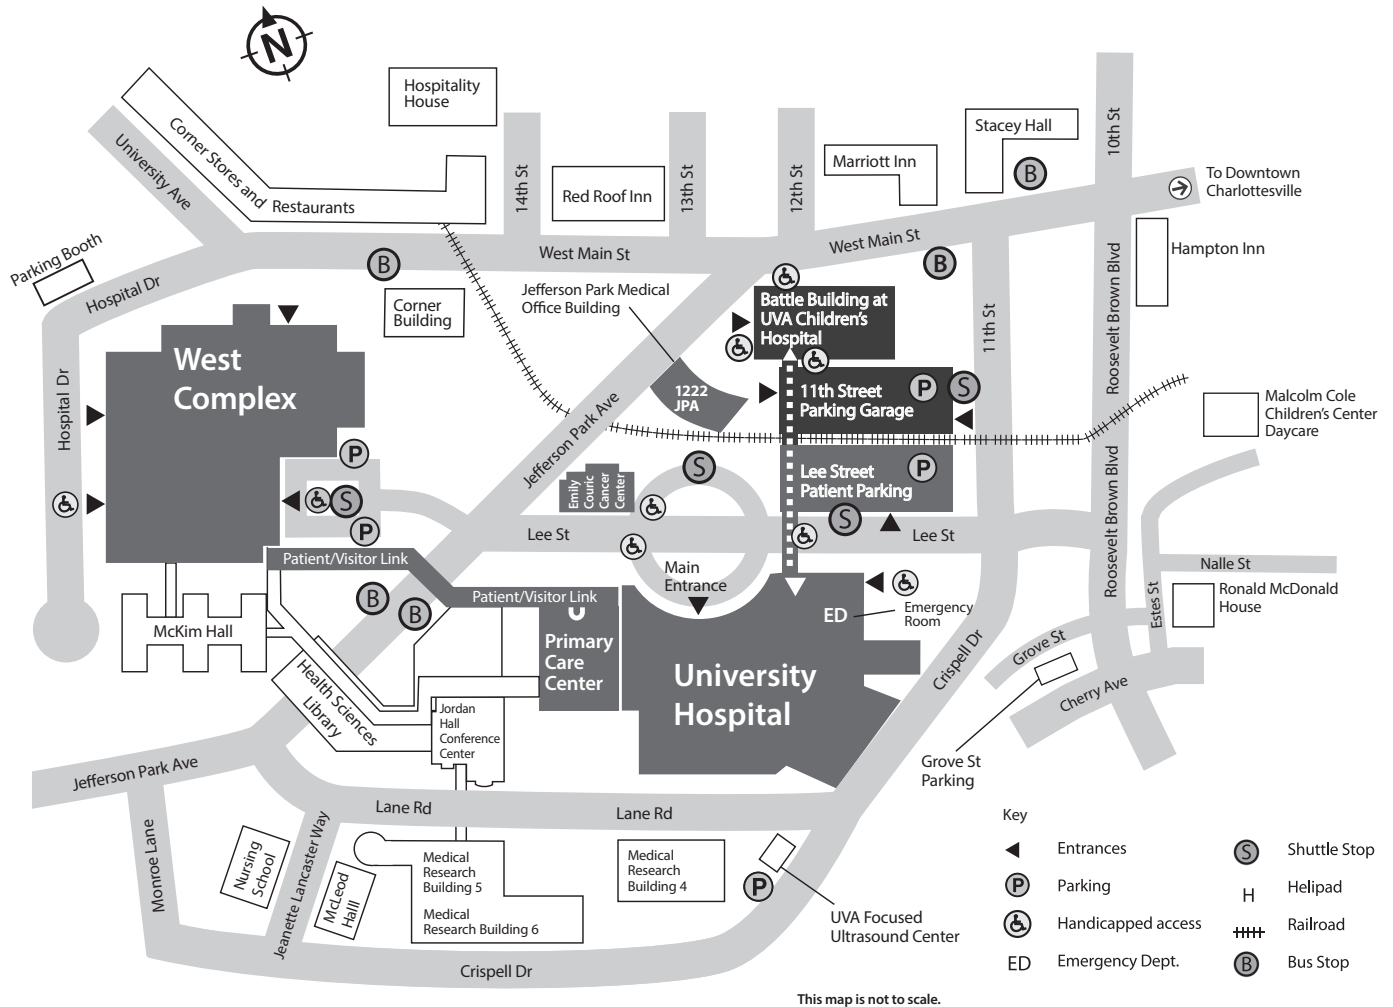 N
Hospitality
House
Corner Stores and
Restaurants
University Ave
14th St
Red Roof Inn
13th St
12th St
Marriott Inn
Stacey Hall
B
10th St
To Downtown
Charlottesville
West Main St
West Main St
B
B
Hampton Inn
Parking Booth
Hospital Dr
Jefferson Park Medical
Office Building
Corner
Building
Battle Building at
UVA Children's
Hospital
11th St
Roosevelt Brown Blvd
West
Complex
Hospital Dr
1222
JPA
11th Street
Parking Garage
P
S
Malcolm Cole
Children's Center
Daycare
Jefferson Park Ave
P
S
P
S
Emily
Couric
Cancer
Center
Lee Street
Patient Parking
P
S
Lee St
Lee St
Roosevelt Brown Blvd
Patient/Visitor Link
Patient/Visitor Link
Main
Entrance
B
B
Nalle St
Estes St
Ronald McDonald
House
ED
Emergency
Room
McKim Hall
Primary
Care
Center
University
Hospital
Crispell Dr
Grove St
Cherry Ave
Health Sciences
Library
Jordan
Hall
Conference
Center
Grove St
Parking
Jefferson Park Ave
Lane Rd
Lane Rd
Monroe Lane
Nursing
School
Jeanette Lancaster Way
McLeod
Halll
Medical
Research
Building 5
Medical
Research Building 6
Medical
Research
Building 4
P
UVA Focused
Ultrasound Center
Crispell Dr
Key
Entrances
P Parking
Handicapped access
ED Emergency Dept.
S Shuttle Stop
H Helipad
Railroad
B Bus Stop
This map is not to scale.